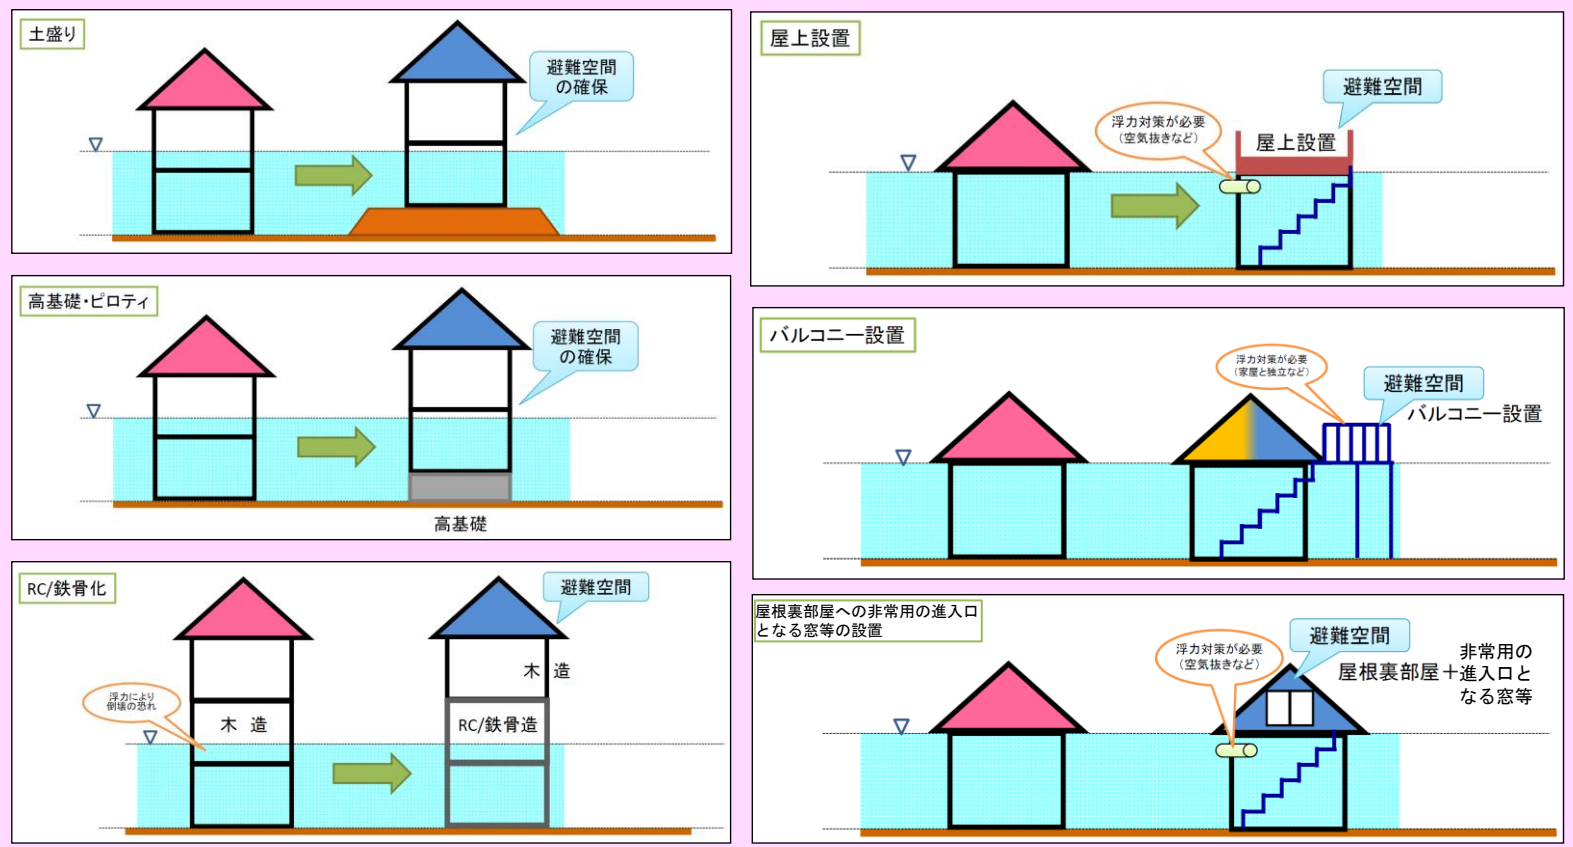 土盛り
避難空間
の確保
高基礎・ピロティ
避難空間
の確保
高基礎
RC/鉄骨化
避難空間
木 造
浮力により
倒壊の恐れ
木 造
RC/鉄骨造
屋上設置
避難空間
浮力対策が必要
（空気抜きなど）
屋上設置
バルコニー設置
浮力対策が必要
（家屋と独立など）
避難空間
バルコニー設置
屋根裏部屋への非常用の進入口
となる窓等の設置
避難空間
浮力対策が必要
（空気抜きなど）
屋根裏部屋＋
非常用の
進入口と
なる窓等